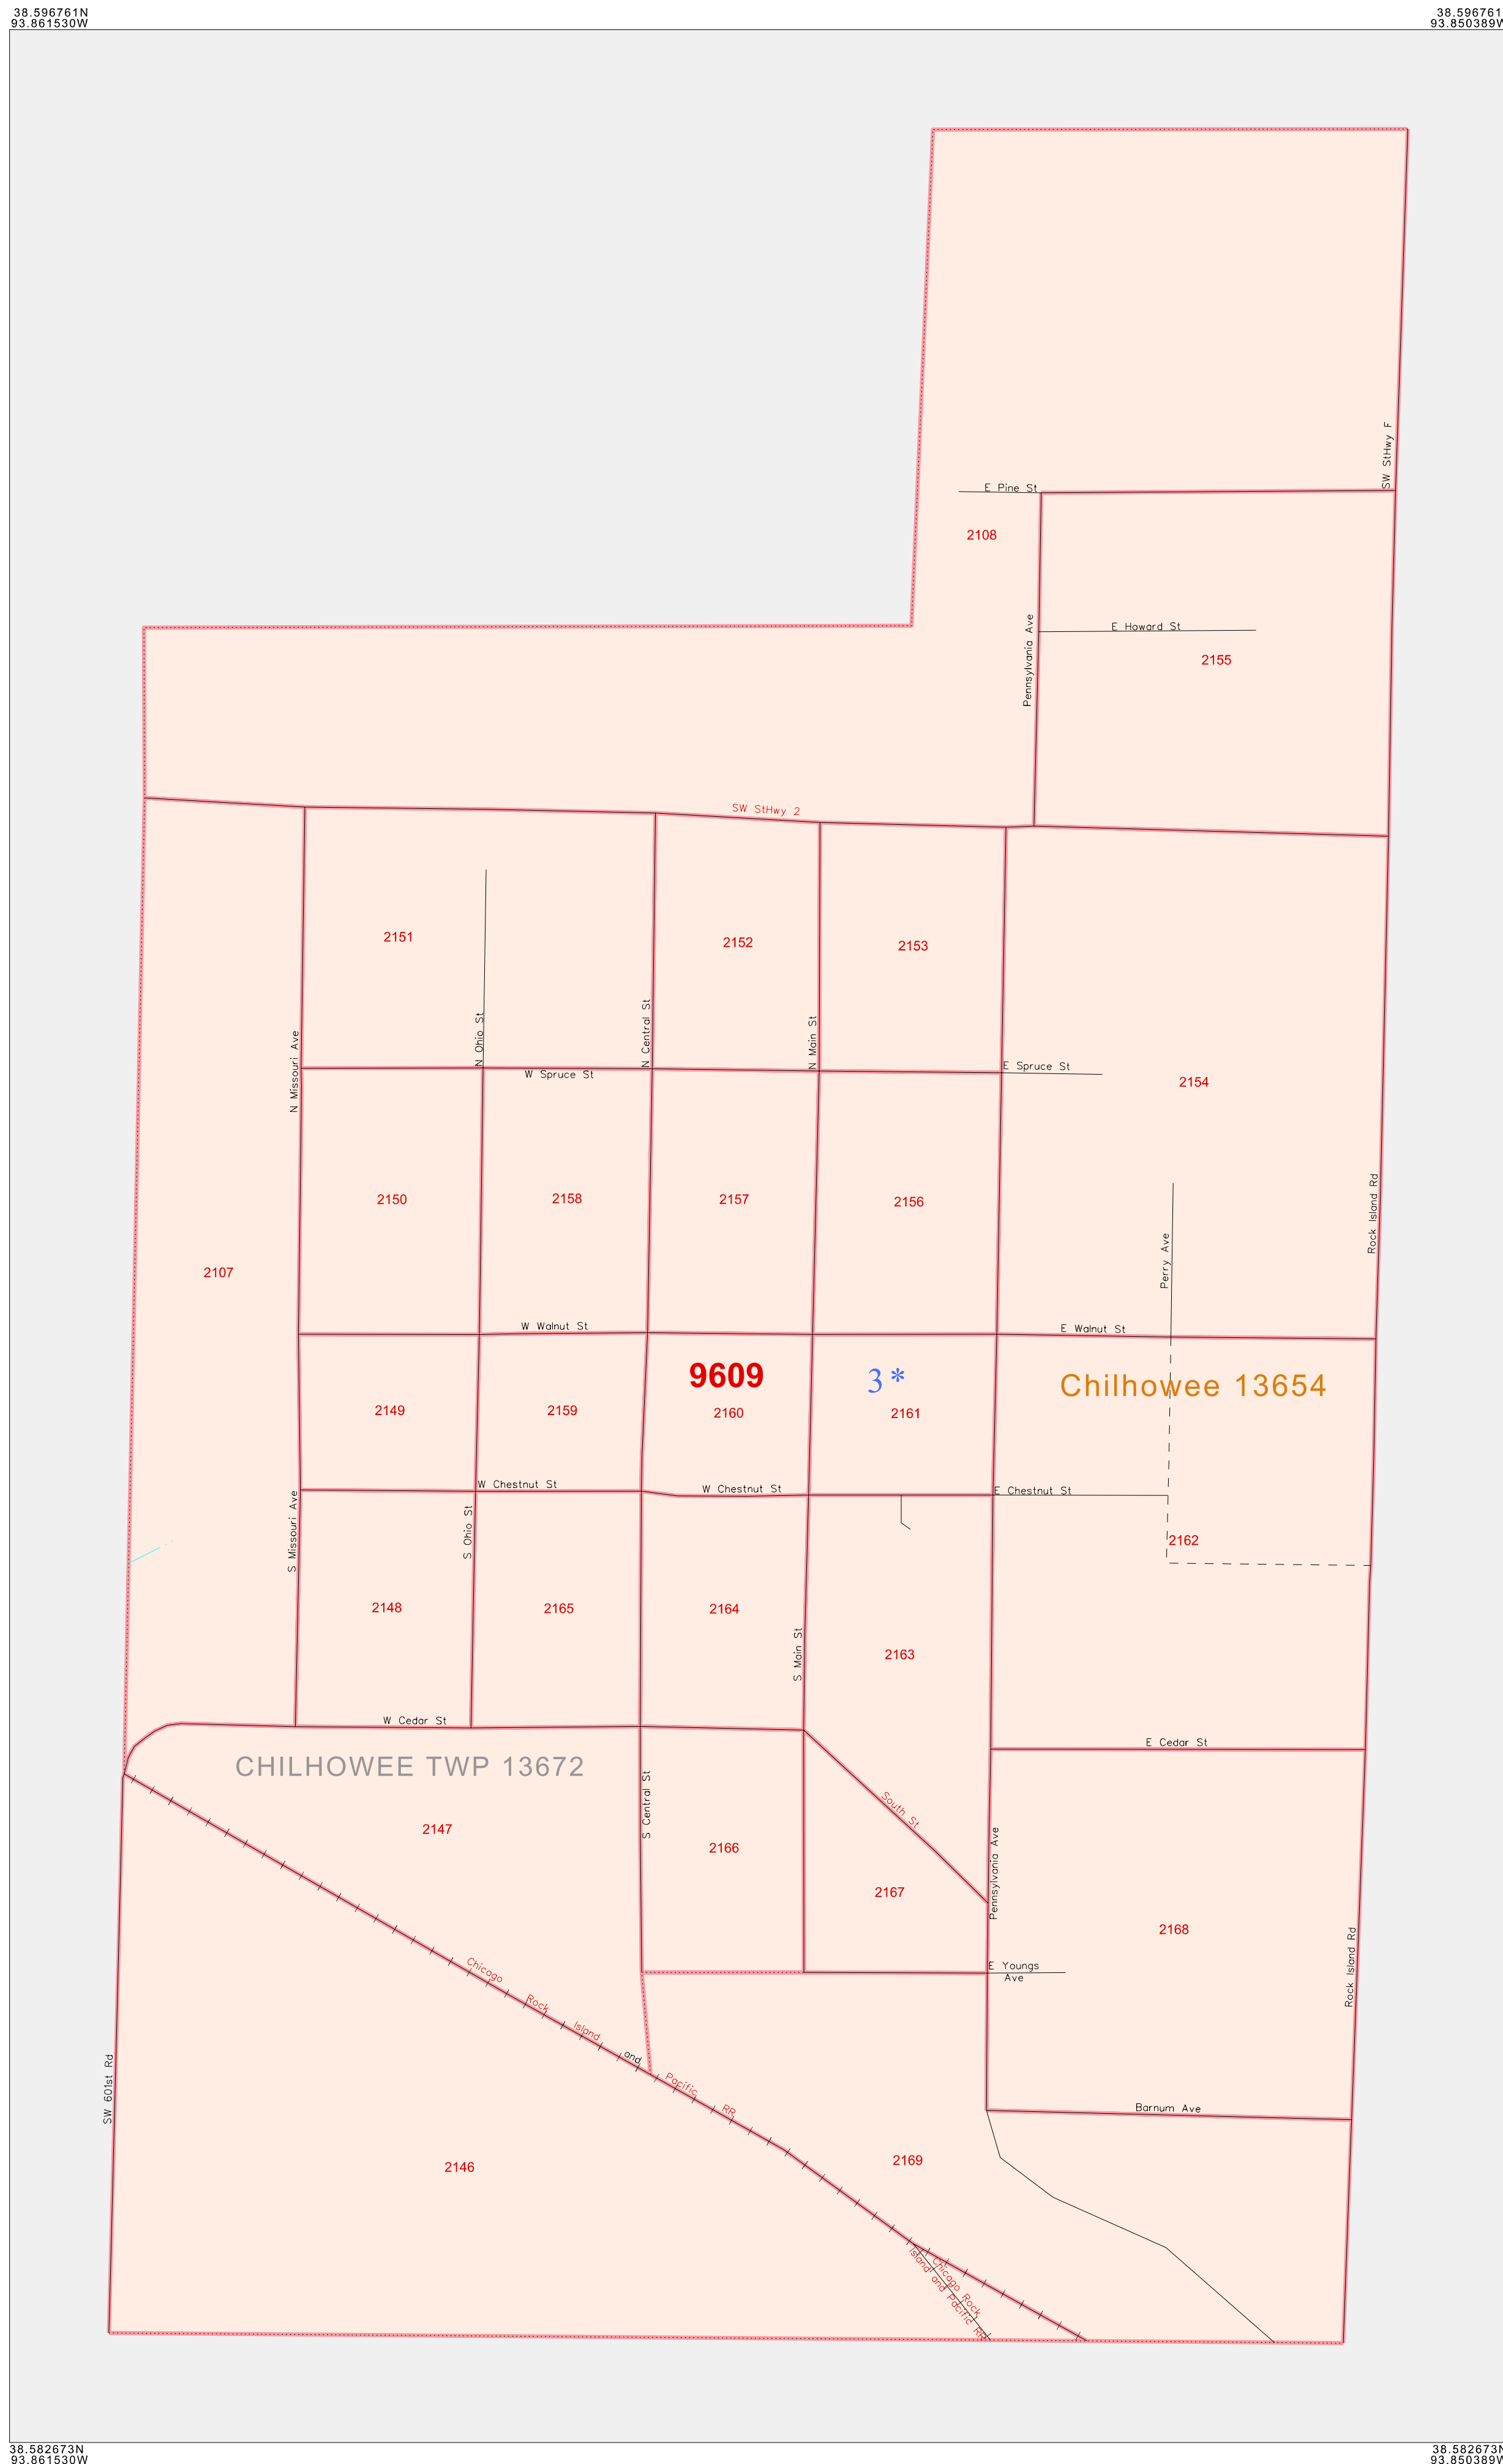 38.596761N
93.861530W
38.596761
93.850389W
SW StHwy F
E Pine St
2108
Pennsylvania Ave
E Howard St
2155
SW StHwy 2
2151
2152
2153
N Missouri Ave
N Ohio St
N Central St
N Main St
W Spruce St
E Spruce St
2154
Rock Island Rd
2150
2158
2157
2156
Perry Ave
2107
W Walnut St
E Walnut St
9609
3*
Chilhowee 13654
2149
2159
2160
2161
W Chestnut St
W Chestnut St
E Chestnut St
S Missouri Ave
S Ohio St
2162
2148
2165
2164
S Main St
2163
W Cedar St
E Cedar St
CHILHOWEE TWP 13672
South St
S Central St
2147
2166
2167
Pennsylvania Ave
2168
Rock Island Rd
E Youngs
Ave
Chicago
Rock
Island
and
Pacific
RR
SW 601st Rd
Barnum Ave
2146
2169
Chicago Rock
Island and Pacific RR
38.582673N
93.861530W
38.582673N
93.850389W